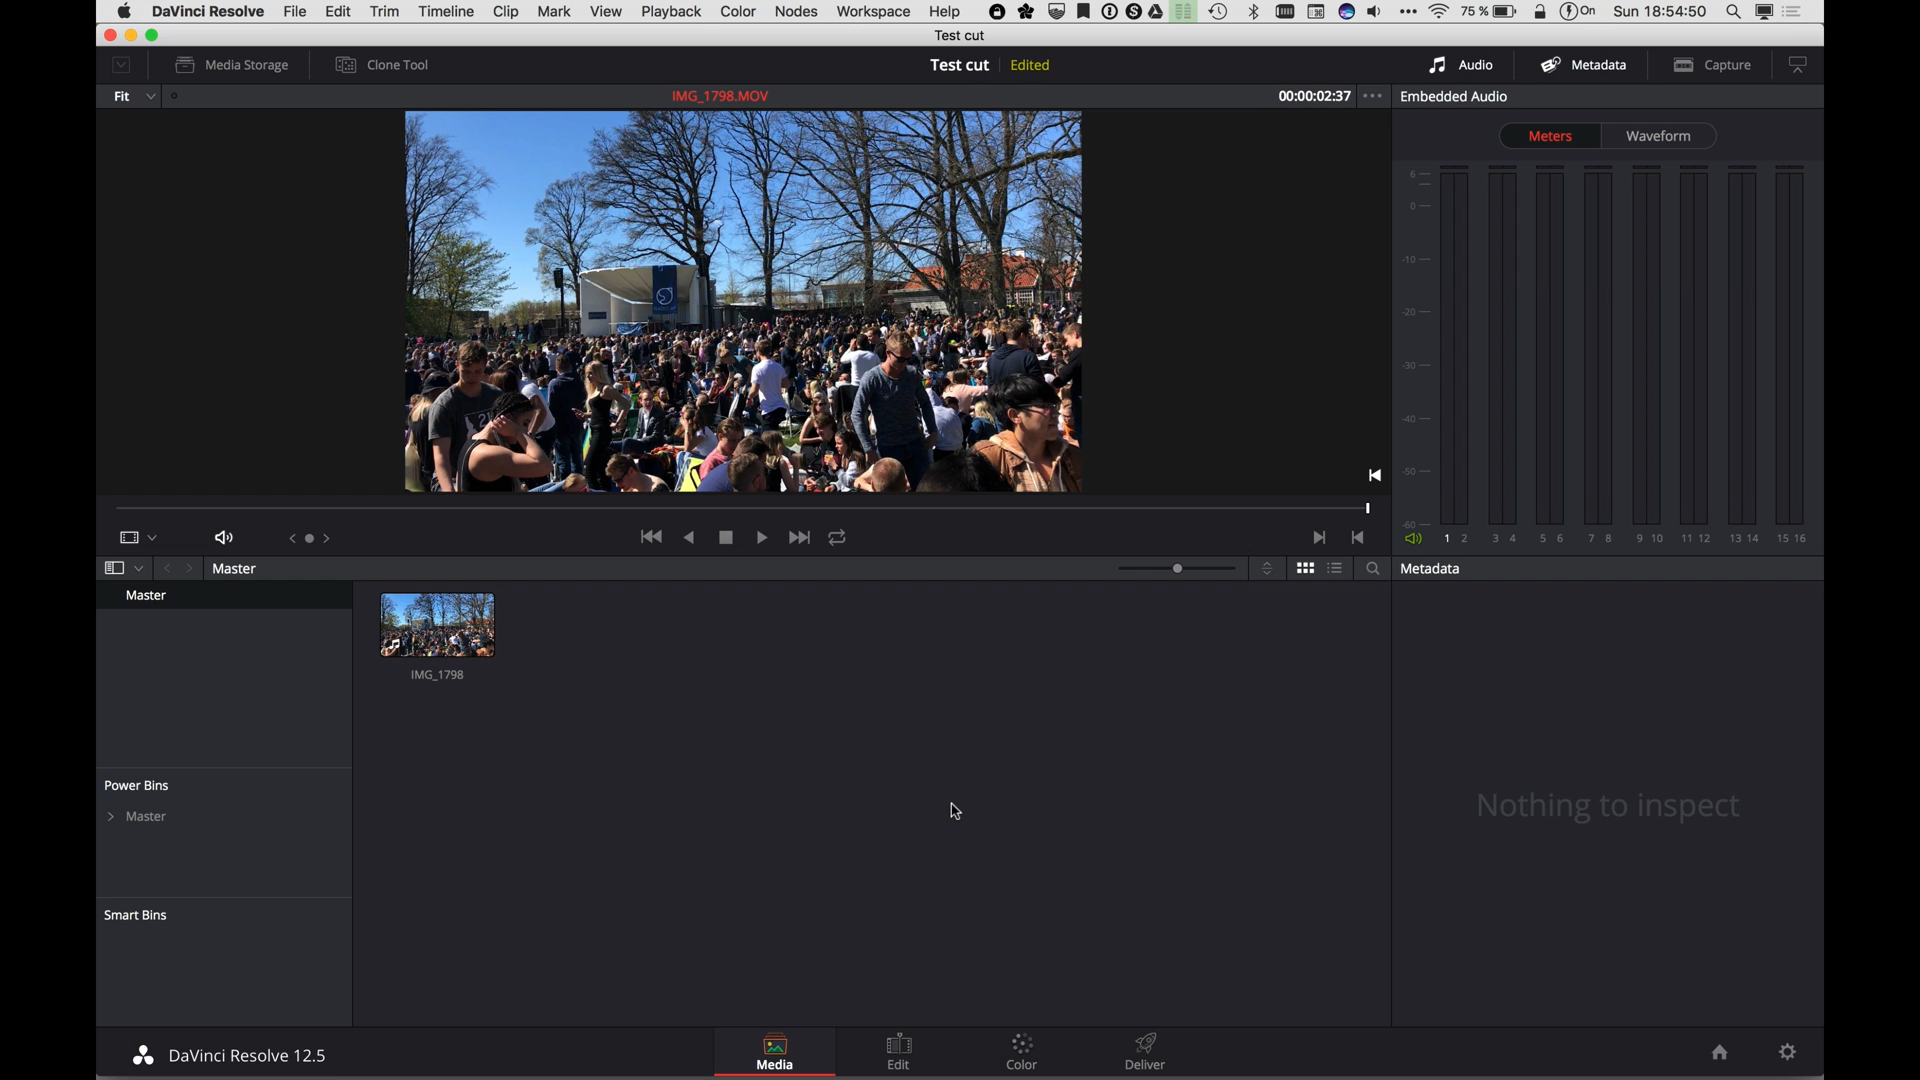 DaVinci Resolve File Edit Trim Timeline Clip Mark View Playback Color Nodes Workspace Help 75 % On Sun 18:54:50
Test cut
Media Storage Clone Tool Test cut Edited Audio Metadata Capture
Fit IMG_1798.MOV 00:00:02:37 Embedded Audio
Meters Waveform
6
0
-10
-20
-30
-40
-50
-60
1 2 3 4 5 6 7 8 9 10 11 12 13 14 15 16
Master Metadata
Master
IMG_1798
Power Bins
Master
Nothing to inspect
Smart Bins
DaVinci Resolve 12.5
Media Edit Color Deliver